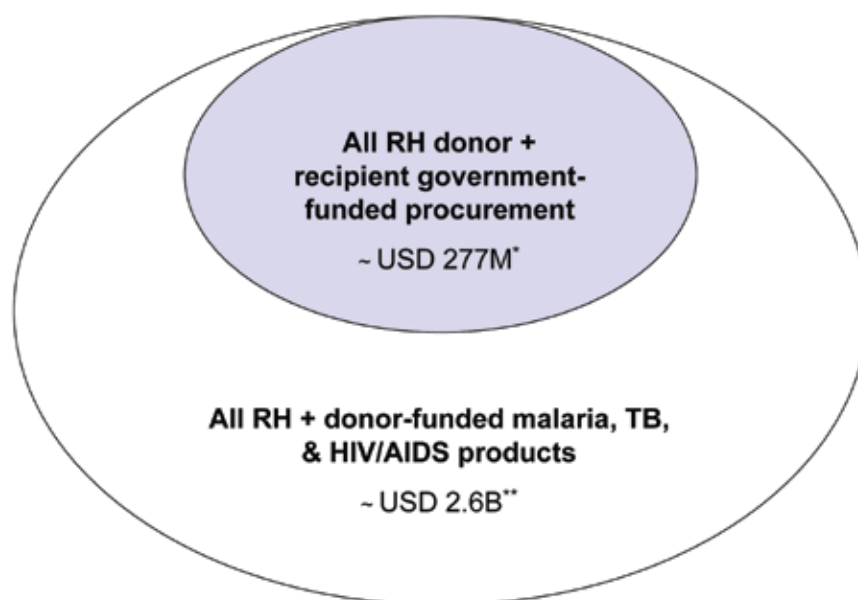 All RH donor +
recipient government-
funded procurement
~ USD 277M*
All RH + donor-funded malaria, TB,
& HIV/AIDS products
~ USD 2.6B**